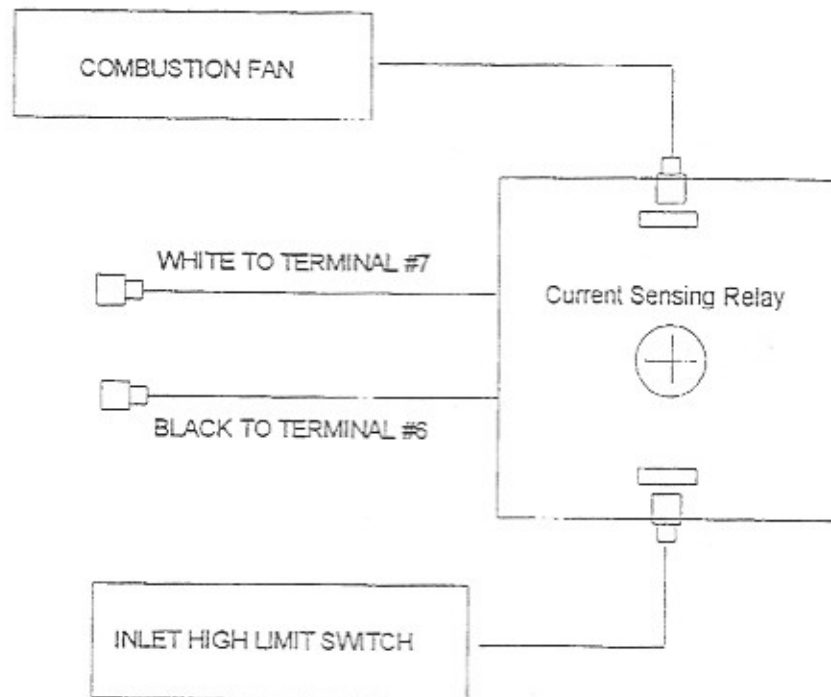 COMBUSTION FAN
WHITE TO TERMINAL #7
Current Sensing Relay
BLACK TO TERMINAL #6
INLET HIGH LIMIT SWITCH